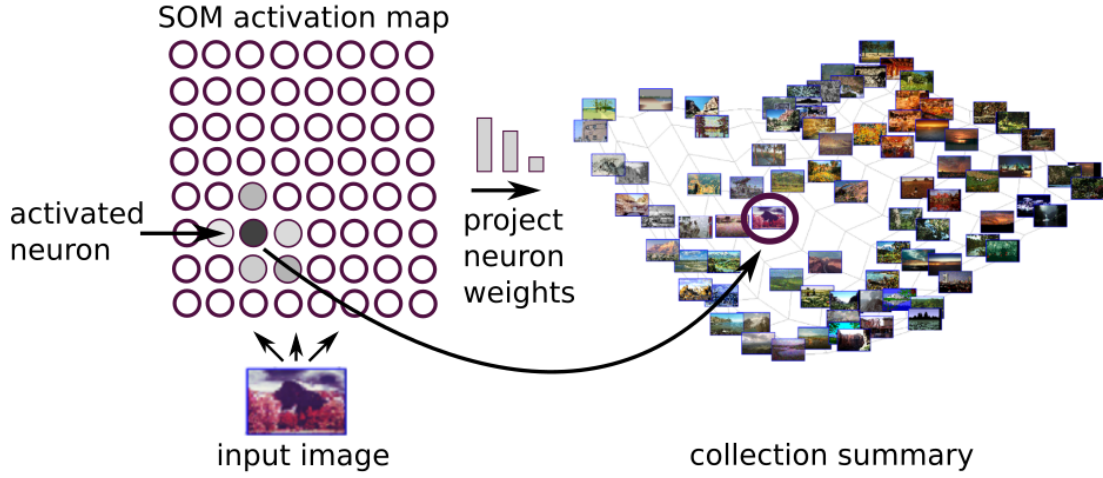 SOM activation map
activated
neuron
project
neuron
weights
input image
collection summary